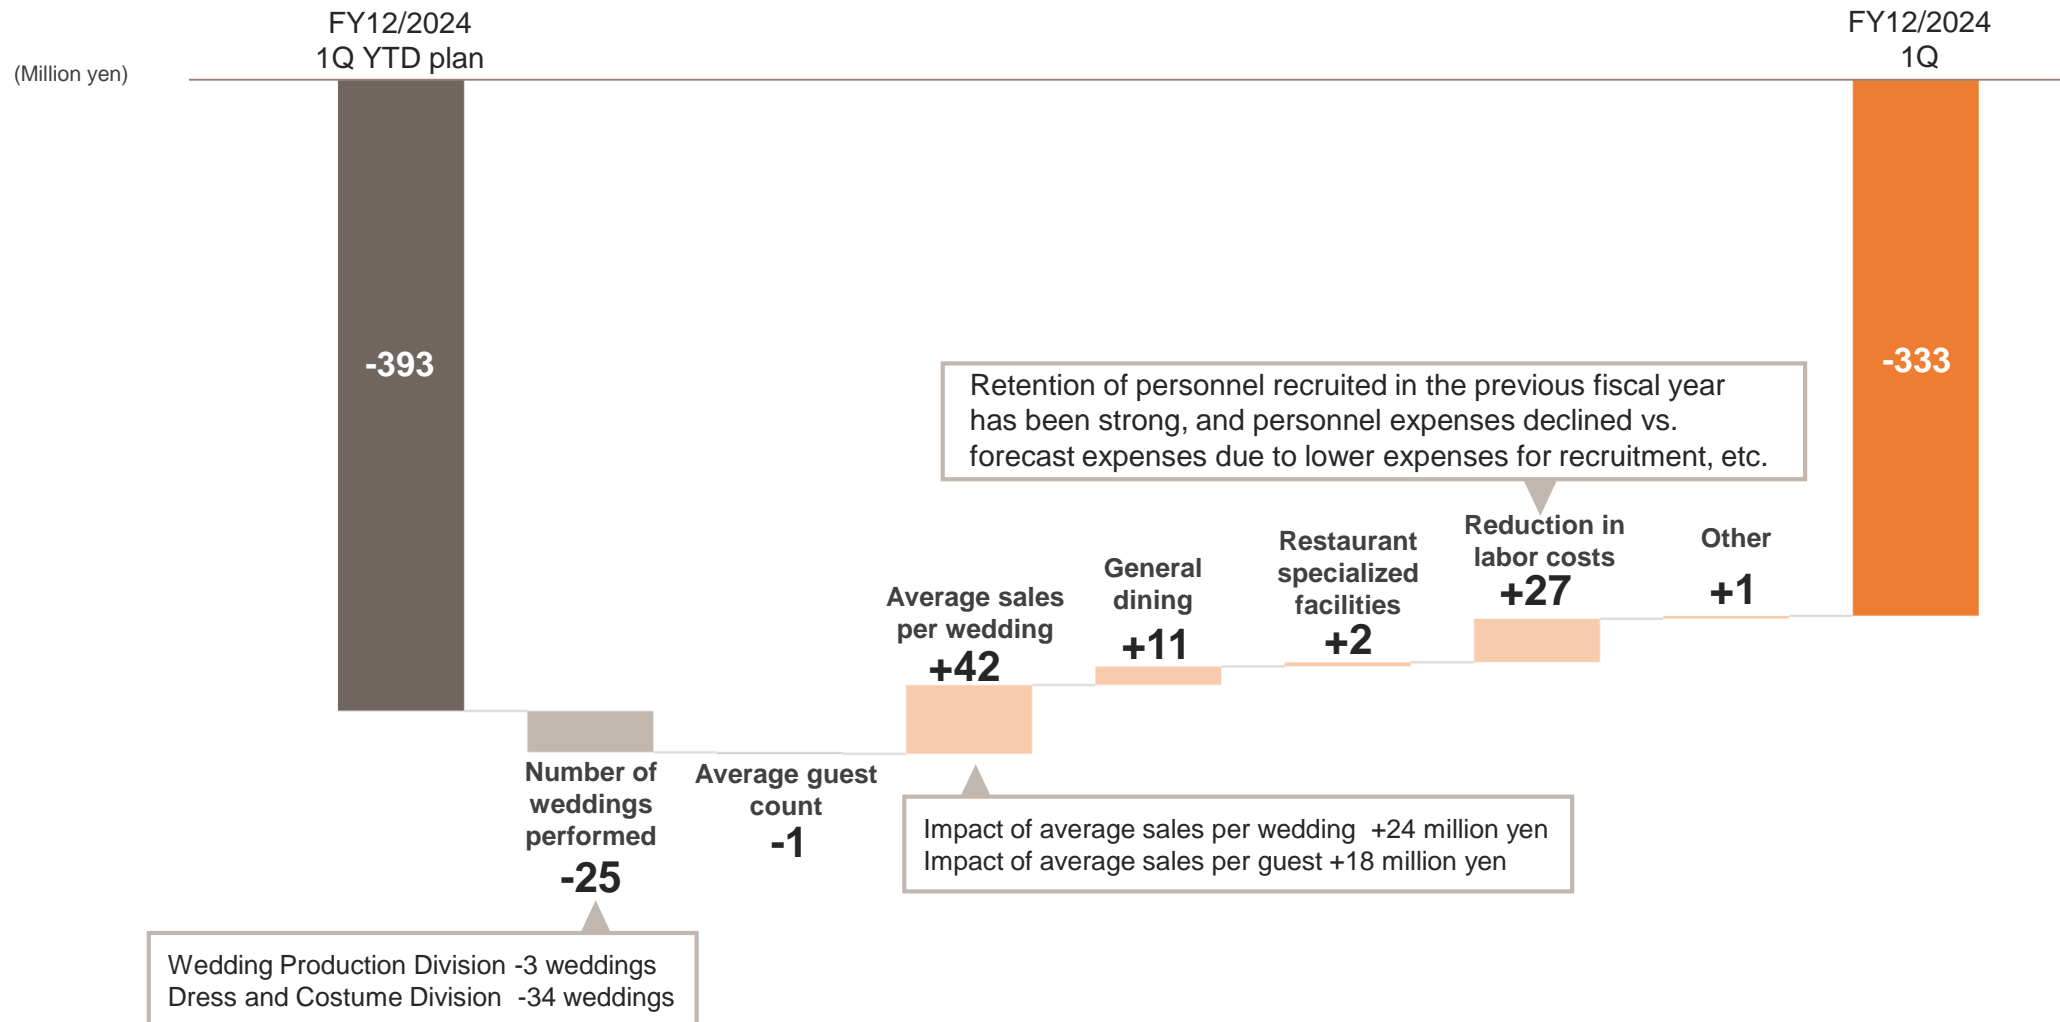 FY12/2024
1Q YTD plan
FY12/2024
1Q
(Million yen)
-393
-333
Retention of personnel recruited in the previous fiscal year
has been strong, and personnel expenses declined vs.
forecast expenses due to lower expenses for recruitment, etc.
Number of
weddings
performed
-25
Average guest
count
-1
Average sales
per wedding
+42
General
dining
+11
Restaurant
specialized
facilities
+2
Reduction in
labor costs
+27
Other
+1
Impact of average sales per wedding +24 million yen
Impact of average sales per guest +18 million yen
Wedding Production Division -3 weddings
Dress and Costume Division -34 weddings